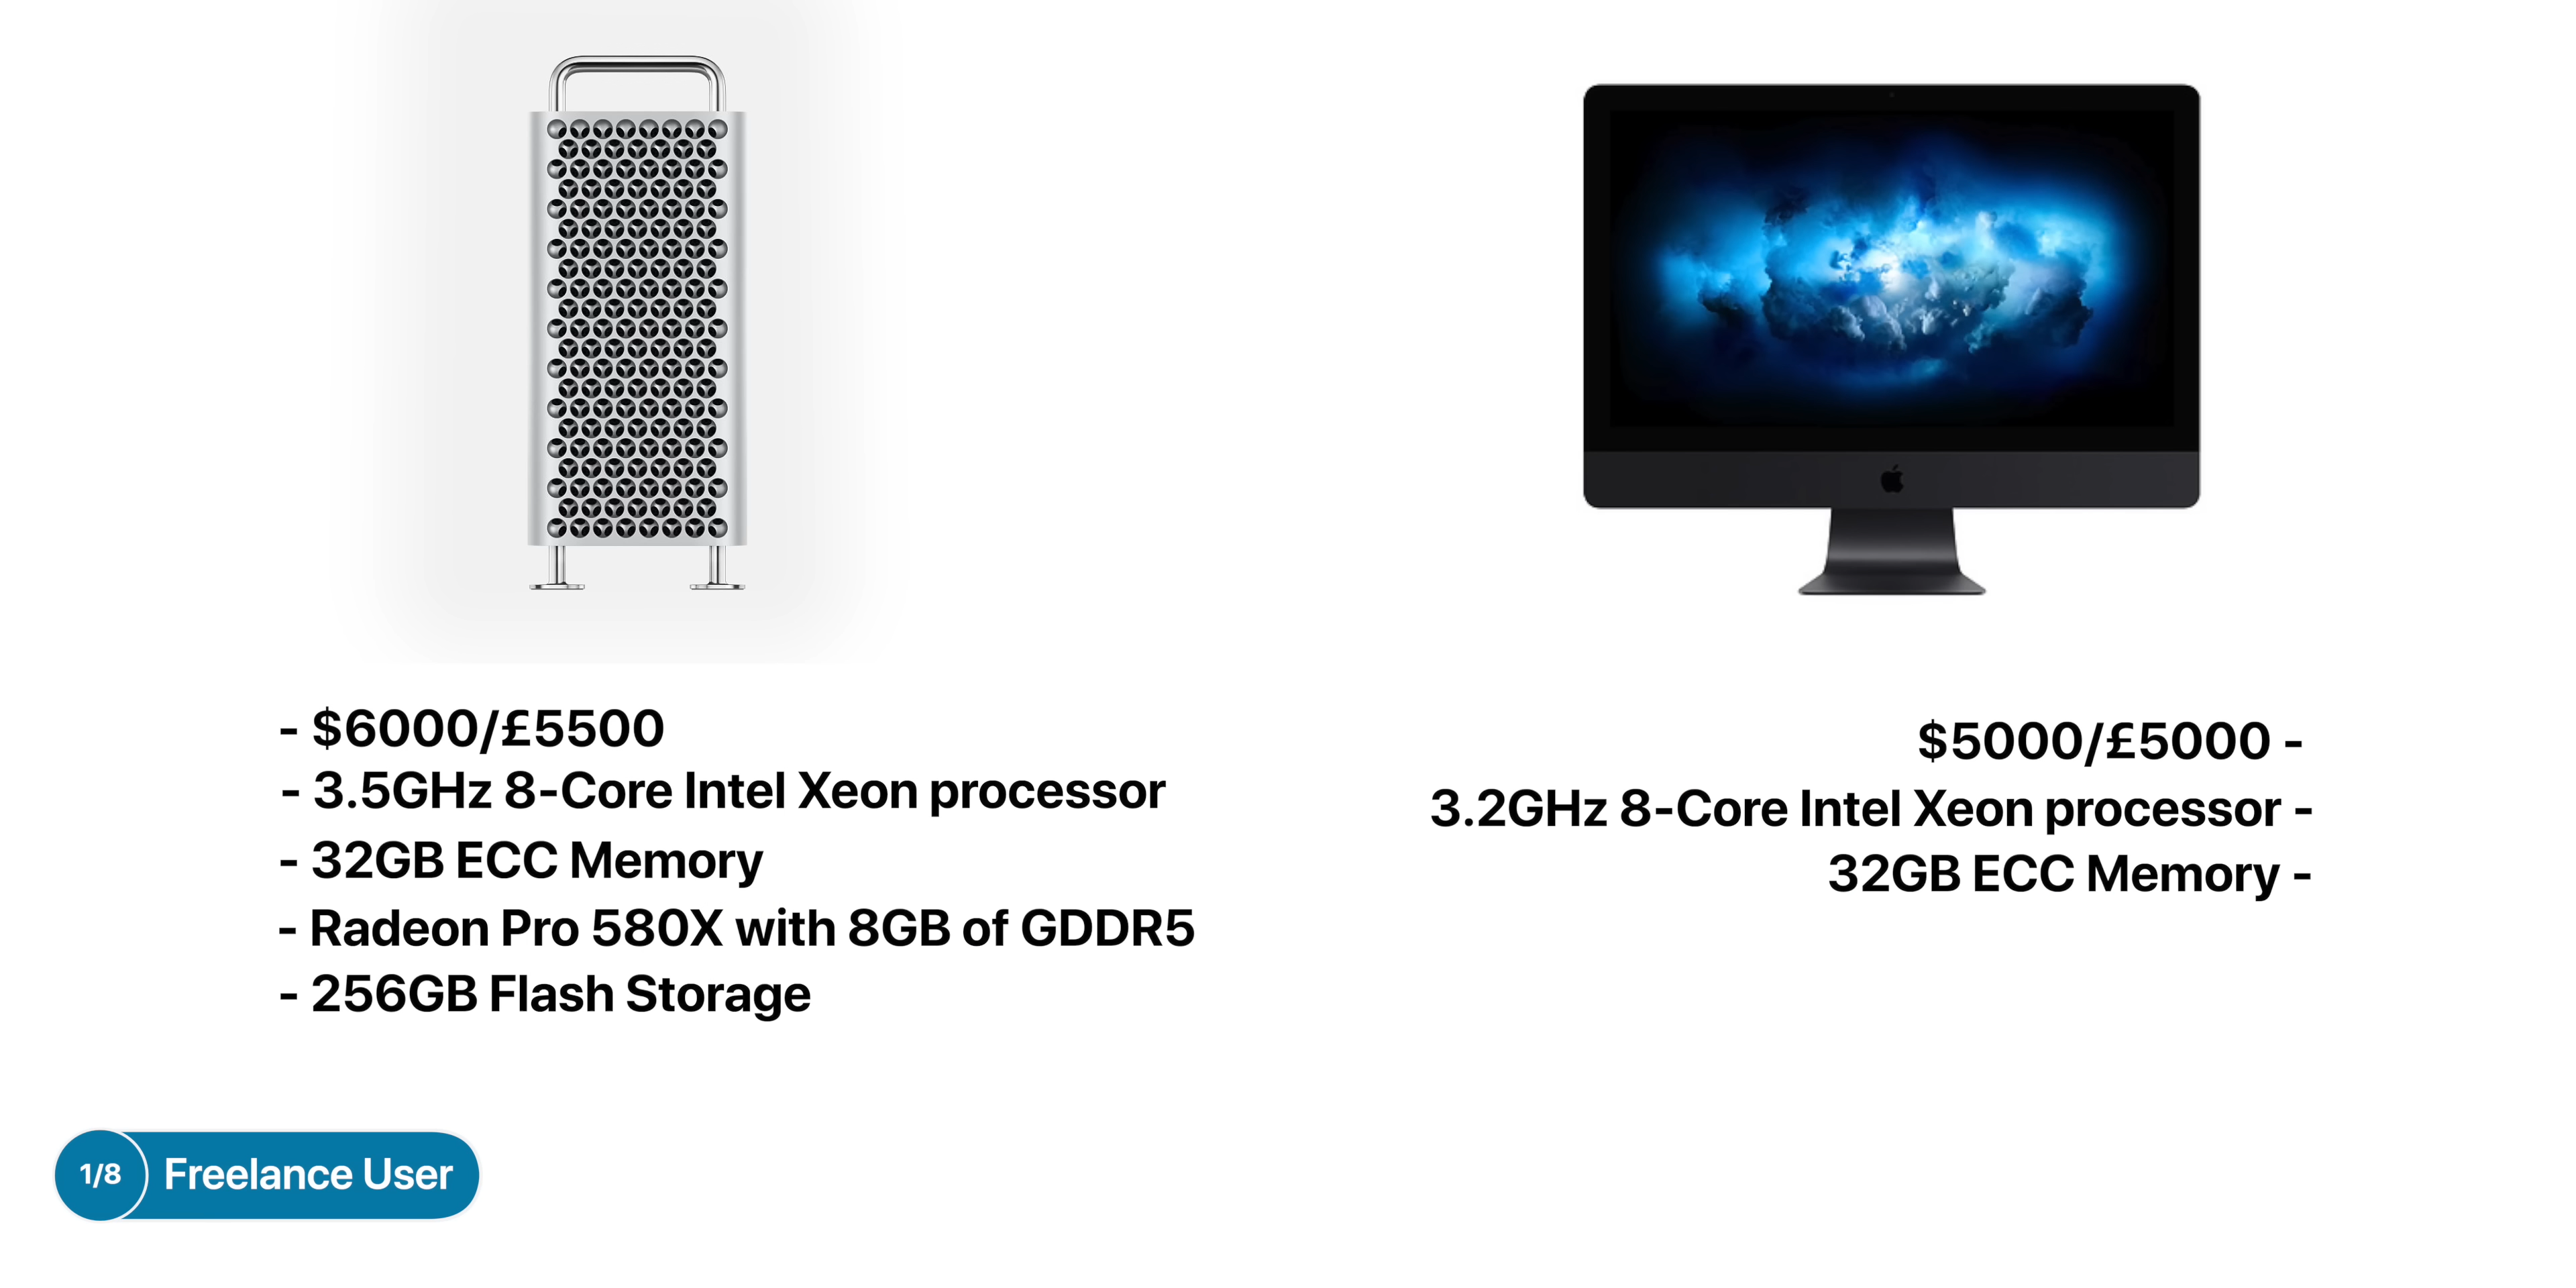 - $6000/£5500
- 3.5GHz 8-Core Intel Xeon processor
- 32GB ECC Memory
- Radeon Pro 580X with 8GB of GDDR5
- 256GB Flash Storage
$5000/£5000 -
3.2GHz 8-Core Intel Xeon processor -
32GB ECC Memory -
1/8 Freelance User